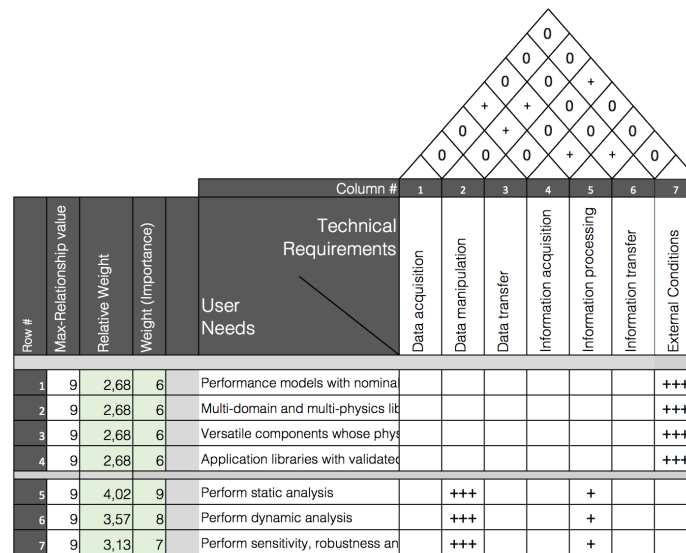 0
0 0
0 0 +
+ + 0 0
0 + 0 0 0
0 0 0 + + 0
Column # 1 2 3 4 5 6 7
Row #
Max-Relationship value
Relative Weight
Weight (Importance)
Technical
Requirements
User
Needs
Data acquisition
Data manipulation
Data transfer
Information acquisition
Information processing
Information transfer
External Conditions
1 9 2,68 6 Performance models with nominal +++
2 9 2,68 6 Multi-domain and multi-physics lib +++
3 9 2,68 6 Versatile components whose phys +++
4 9 2,68 6 Application libraries with validated +++
5 9 4,02 9 Perform static analysis +++ +
6 9 3,57 8 Perform dynamic analysis +++ +
7 9 3,13 7 Perform sensitivity, robustness an +++ +